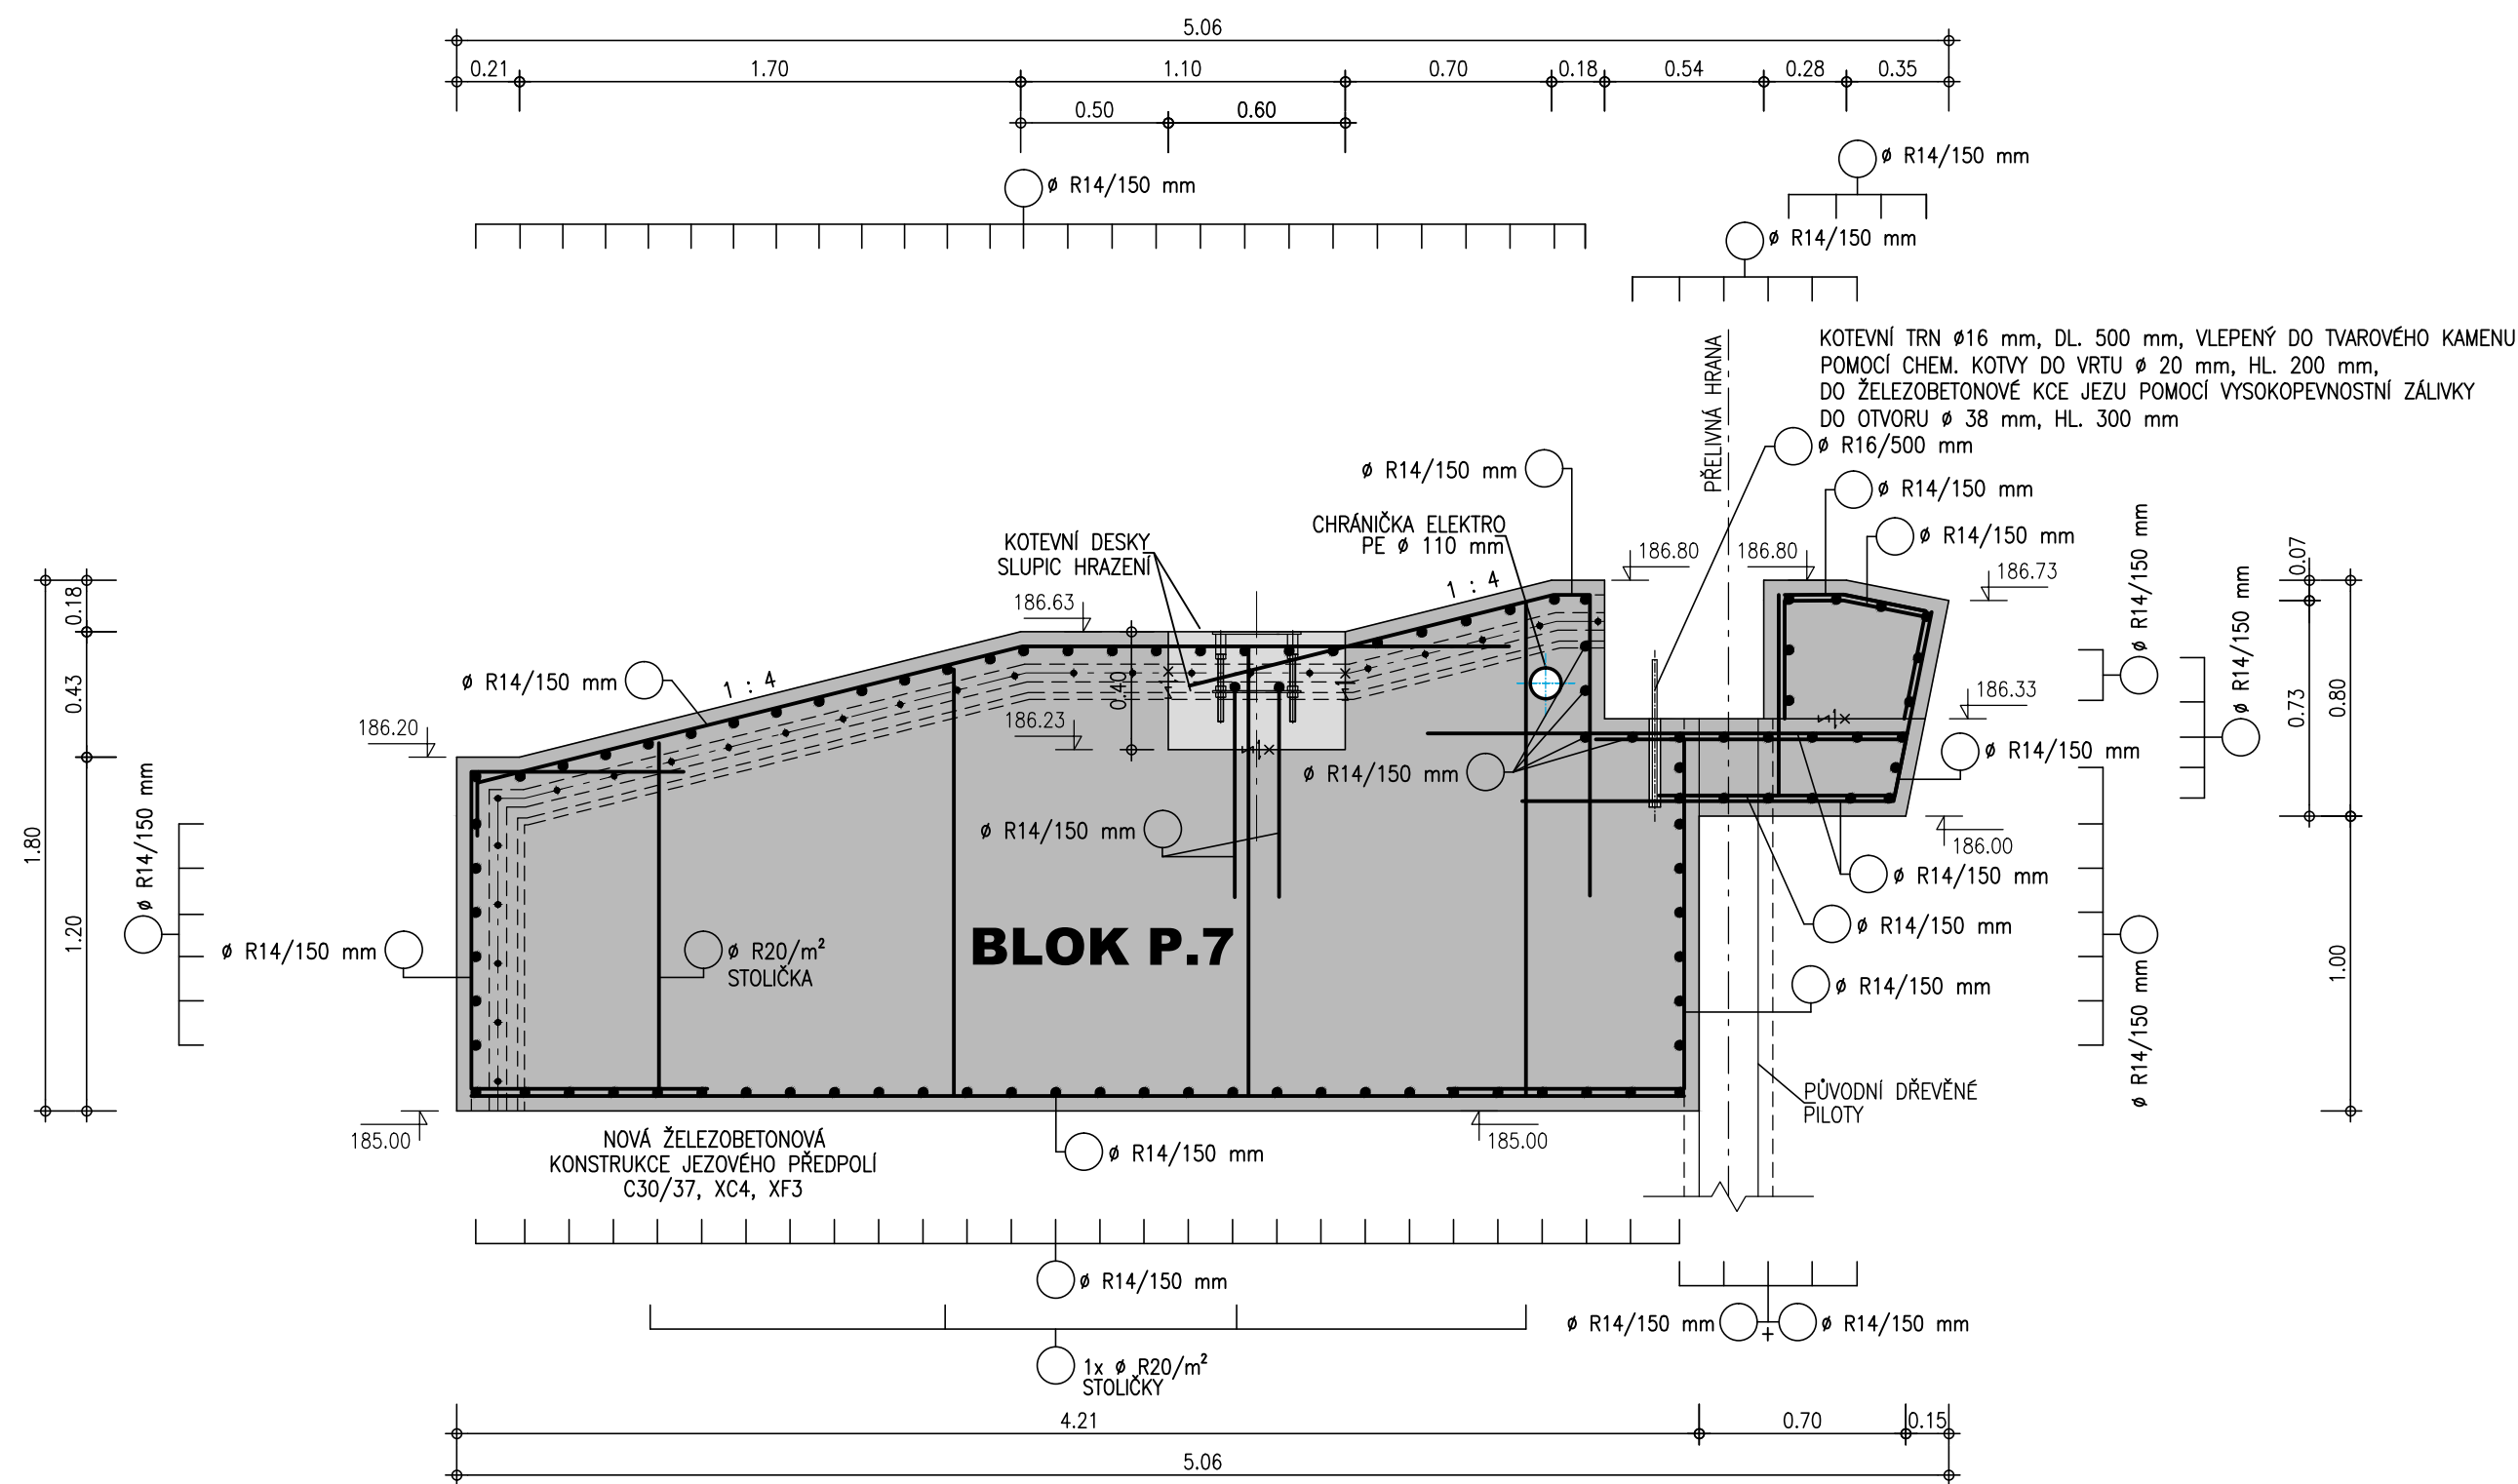 5.06
0.21 1.70 1.10 0.70 0.18 0.54 0.28 0.35
0.50 0.60
ø R14/150 mm
ø R14/150 mm
ø R14/150 mm
PŘELIVNÁ HRANA
KOTEVNÍ TRN ø16 mm, DL. 500 mm, VLEPENÝ DO TVAROVÉHO KAMENU
POMOCÍ CHEM. KOTVY DO VRTU ø 20 mm, HL. 200 mm,
DO ŽELEZOBETONOVÉ KCE JEZU POMOCÍ VYSOKOPEVNOSTNÍ ZÁLIVKY
DO OTVORU ø 38 mm, HL. 300 mm
ø R16/500 mm
ø R14/150 mm
ø R14/150 mm
ø R14/150 mm
CHRÁNIČKA ELEKTRO
PE ø 110 mm
KOTEVNÍ DESKY
SLUPIC HRAZENÍ
186.80
186.80
186.73
186.63
1 : 4
1 : 4
ø R14/150 mm
0.40
186.23
186.20
186.33
186.00
ø R14/150 mm
ø R14/150 mm
ø R14/150 mm
ø R14/150 mm
ø R14/150 mm
ø R14/150 mm
ø R14/150 mm
ø R20/m²
STOLIČKA
BLOK P.7
0.18
0.43
1.20
1.80
ø R14/150 mm
ø R14/150 mm
ø R14/150 mm
ø R14/150 mm
0.07
0.73
0.80
1.00
PŮVODNÍ DŘEVĚNÉ
PILOTY
185.00
185.00
NOVÁ ŽELEZOBETONOVÁ
KONSTRUKCE JEZOVÉHO PŘEDPOLÍ
C30/37, XC4, XF3
ø R14/150 mm
ø R14/150 mm
ø R14/150 mm + ø R14/150 mm
1x ø R20/m²
STOLIČKY
4.21 0.70 0.15
5.06